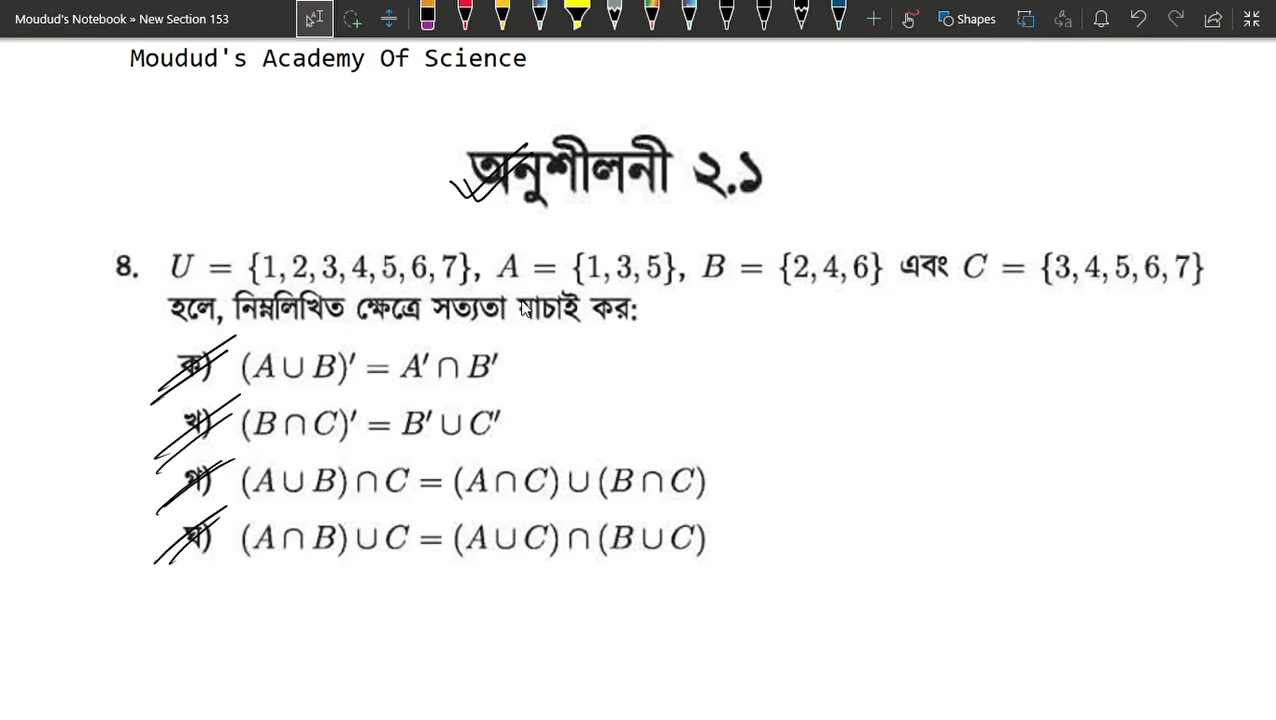 Moudud's Notebook » New Section 153
Shapes
Moudud's Academy Of Science
অনুশীলনী ২.১
8. U = {1, 2, 3, 4, 5, 6, 7}, A = {1, 3, 5}, B = {2, 4, 6} এবং C = {3, 4, 5, 6, 7}
হলে, নিম্নলিখিত ক্ষেত্রে সত্যতা যাচাই কর:
ক) (A ∪ B)′ = A′ ∩ B′
খ) (B ∩ C)′ = B′ ∪ C′
গ) (A ∪ B) ∩ C = (A ∩ C) ∪ (B ∩ C)
ঘ) (A ∩ B) ∪ C = (A ∪ C) ∩ (B ∪ C)